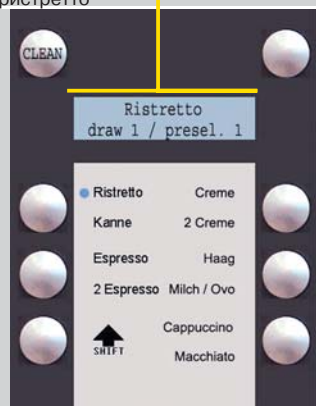 ристретто
CLEAN
Ristretto
draw 1 / presel. 1
Ristretto Creme
Kanne 2 Creme
Espresso Haag
2 Espresso Milch / Ovo
SHIFT
Cappuccino
Macchiato